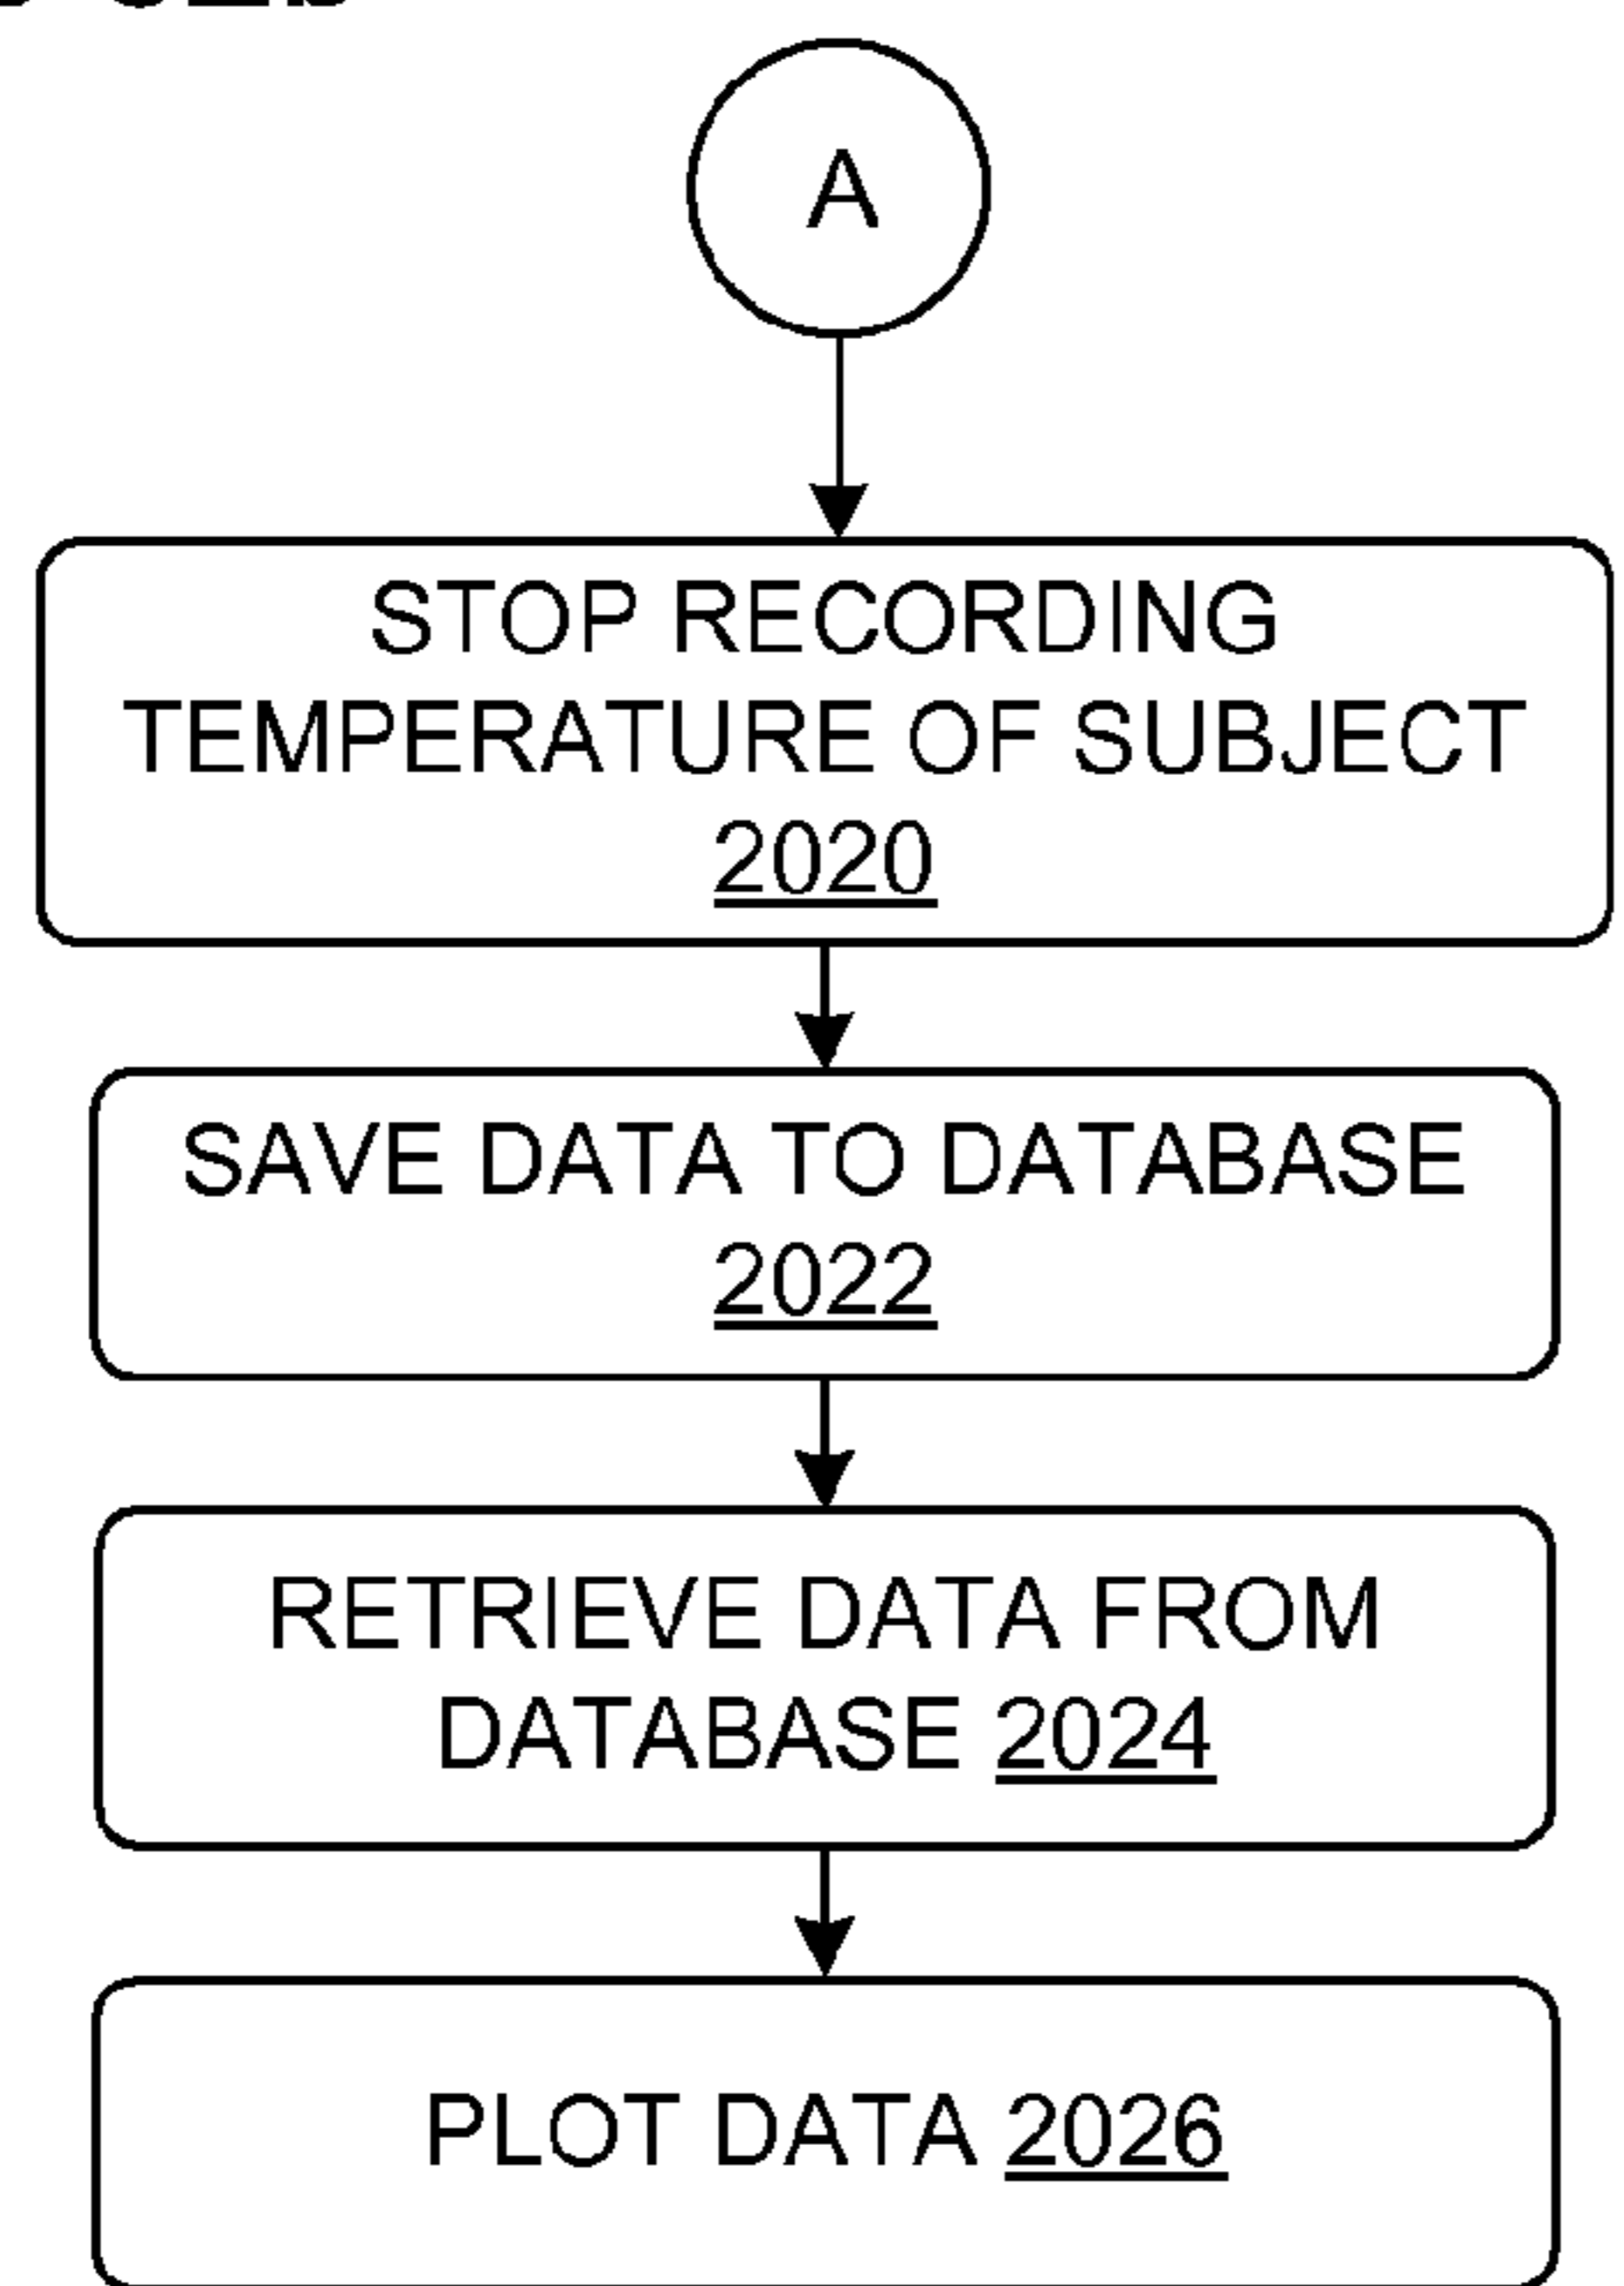 A
STOP RECORDING
TEMPERATURE OF SUBJECT
2020
SAVE DATA TO DATABASE
2022
RETRIEVE DATA FROM
DATABASE 2024
PLOT DATA 2026